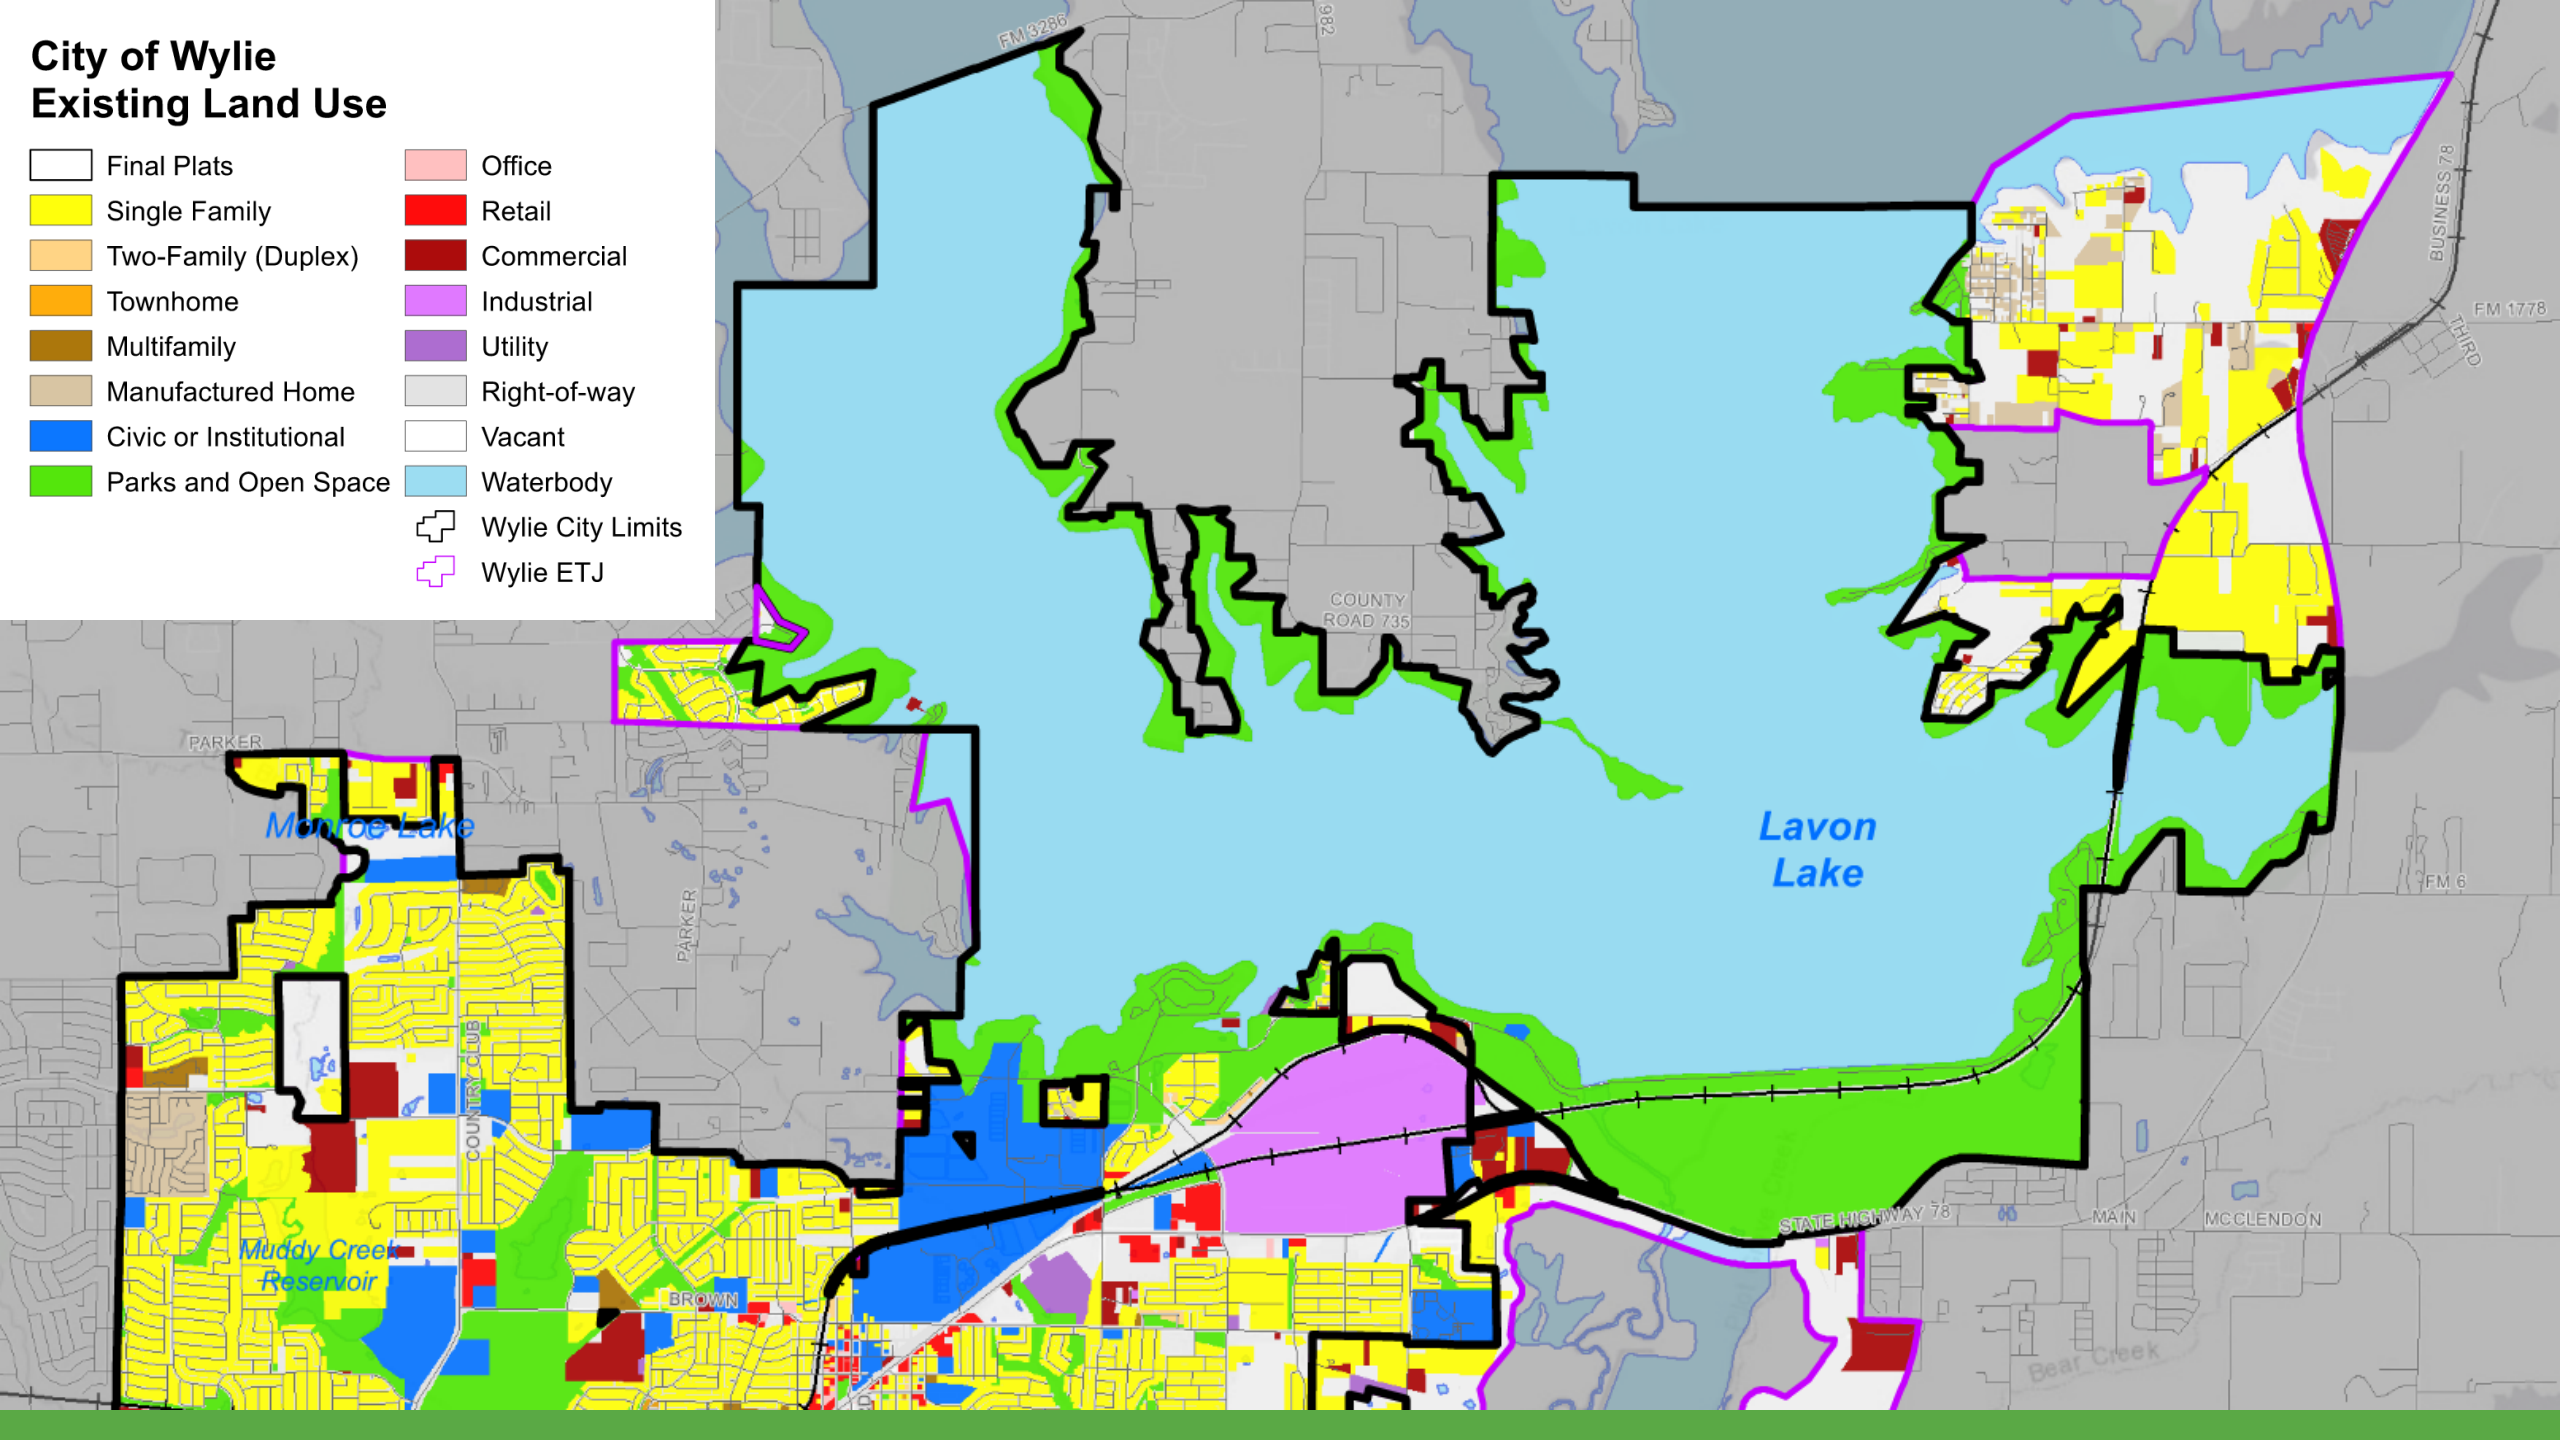 City of Wylie
Existing Land Use
Final Plats
Single Family
Two-Family (Duplex)
Townhome
Multifamily
Manufactured Home
Civic or Institutional
Parks and Open Space
Office
Retail
Commercial
Industrial
Utility
Right-of-way
Vacant
Waterbody
Wylie City Limits
Wylie ETJ
FM 3286
982
BUSINESS 78
FM 1778
THIRD
COUNTY
ROAD 735
PARKER
Monroe Lake
Lavon
Lake
FM 6
PARKER
COUNTRY CLUB
Muddy Creek
Reservoir
BROWN
STATE HIGHWAY 78
MAIN
MCCLENDON
Bear Creek